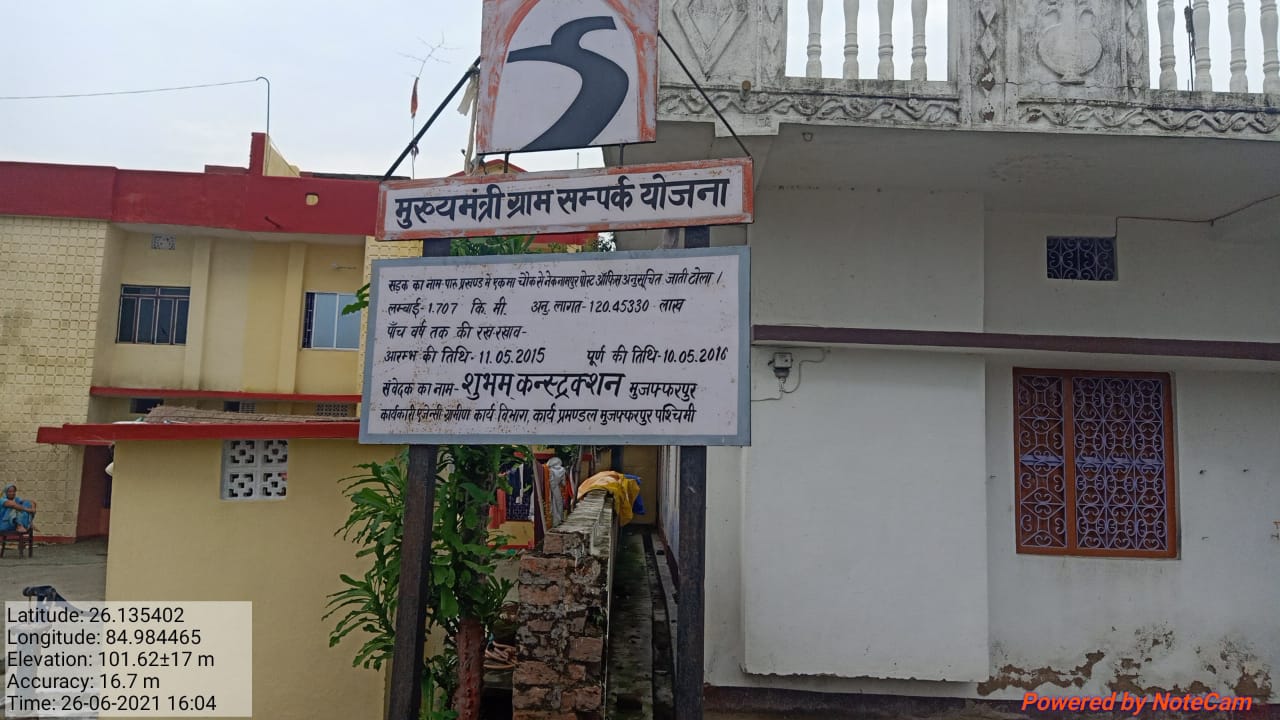 मुख्यमंत्री ग्राम सम्पर्क योजना
सड़क का नाम- पारू प्रखण्ड में एकमा चौक से नेकनामपुर पोस्ट ऑफिस अनुसूचित जाती टोला ।
लम्बाई- 1.707 कि. मी. अनु. लागत- 120.45330 लाख
पाँच वर्ष तक की रख-रखाव-
आरम्भ की तिथि- 11.05.2015 पूर्ण की तिथि- 10.05.2016
संवेदक का नाम- शुभम् कन्स्ट्रक्शन मुजफ्फरपुर
कार्यकारी एजेन्सी ग्रामीण कार्य विभाग, कार्य प्रमण्डल मुजफ्फरपुर पश्चिमी
Latitude: 26.135402
Longitude: 84.984465
Elevation: 101.62±17 m
Accuracy: 16.7 m
Time: 26-06-2021 16:04
Powered by NoteCam